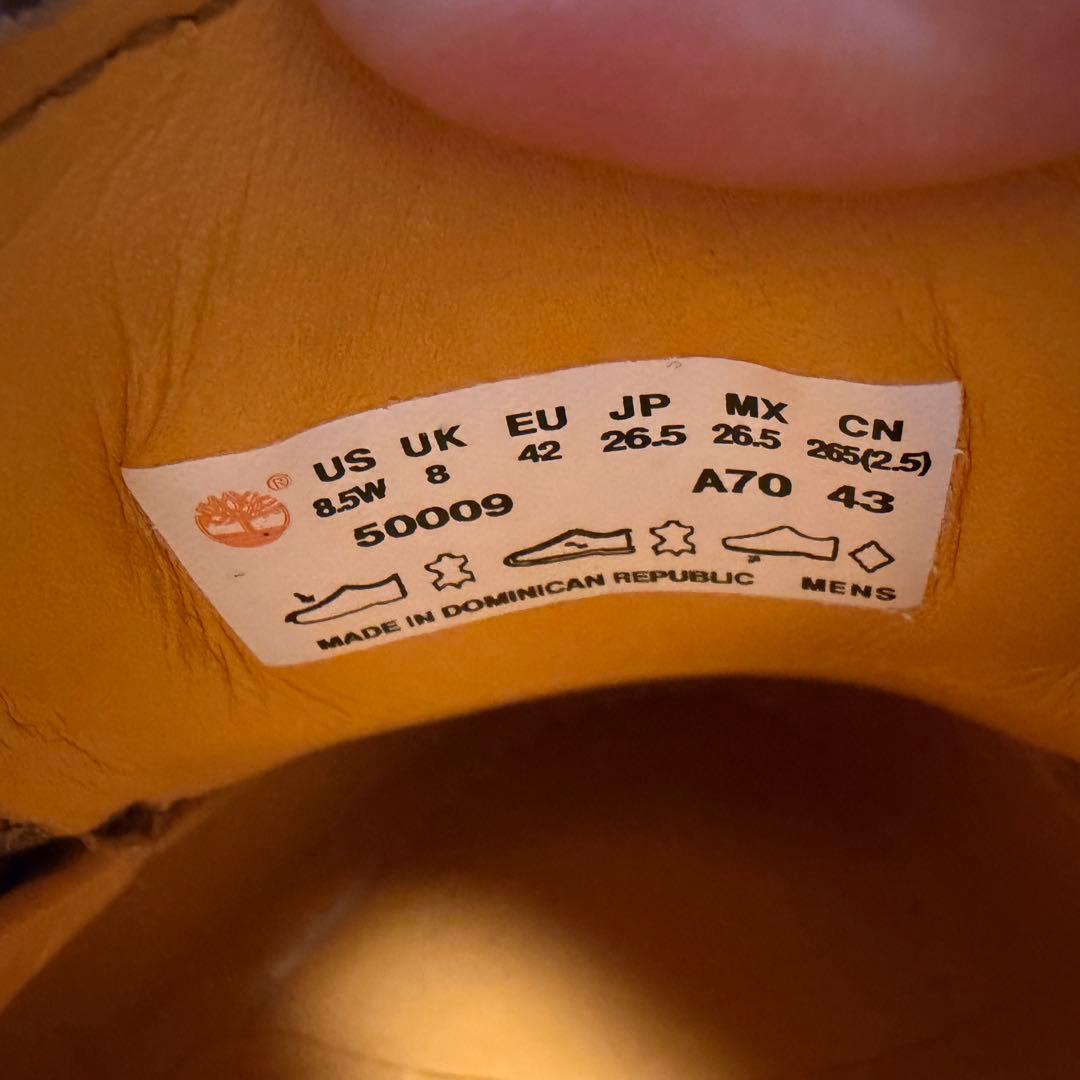 US UK EU JP MX CN
8.5W 8 42 26.5 26.5 265(2.5)
®
50009 A70 43
MADE IN DOMINICAN REPUBLIC MENS